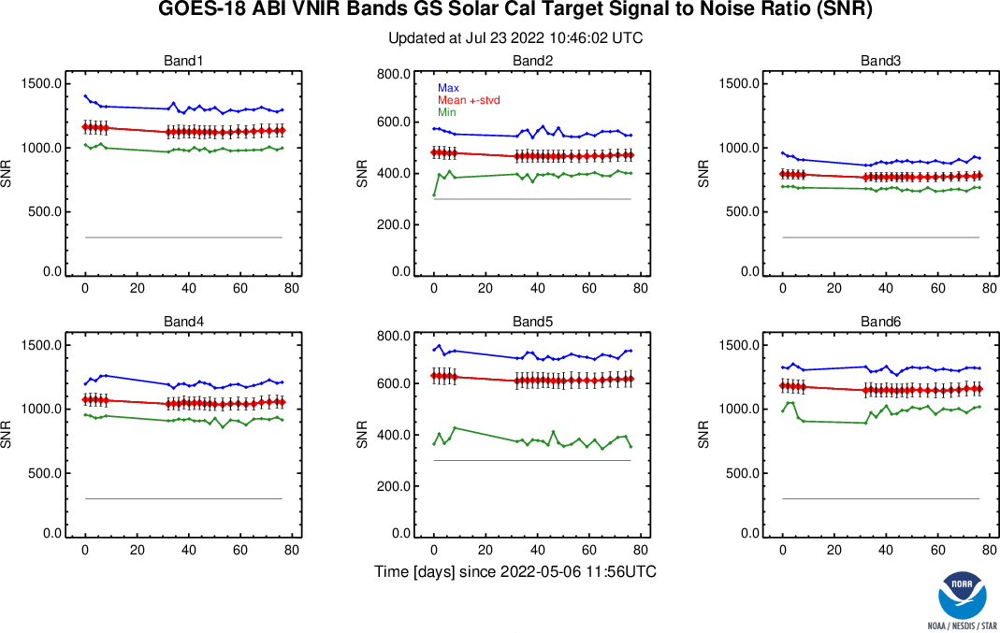 GOES-18 ABI VNIR Bands GS Solar Cal Target Signal to Noise Ratio (SNR)
Updated at Jul 23 2022 10:46:02 UTC
Band1
SNR
1500.0
1000.0
500.0
0.0
0 20 40 60 80
Band2
SNR
800.0
600.0
400.0
200.0
0.0
Max
Mean +-stvd
Min
0 20 40 60 80
Band3
SNR
1500.0
1000.0
500.0
0.0
0 20 40 60 80
Band4
SNR
1500.0
1000.0
500.0
0.0
0 20 40 60 80
Band5
SNR
800.0
600.0
400.0
200.0
0.0
0 20 40 60 80
Band6
SNR
1500.0
1000.0
500.0
0.0
0 20 40 60 80
Time [days] since 2022-05-06 11:56UTC
NOAA
NOAA / NESDIS / STAR